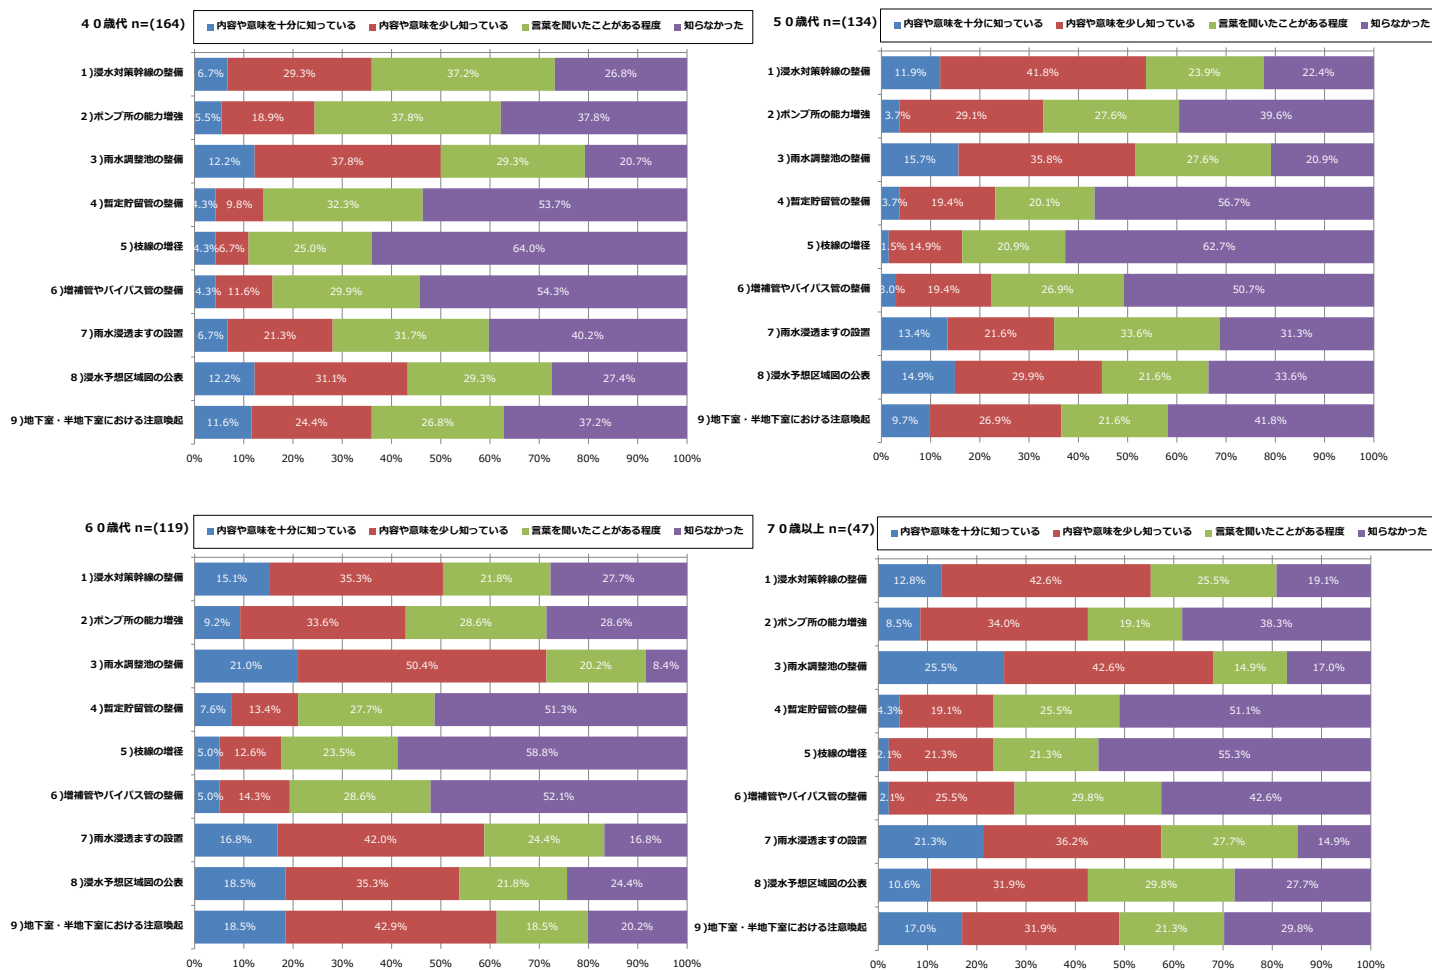 ４０歳代 n=(164)
内容や意味を十分に知っている 内容や意味を少し知っている 言葉を聞いたことがある程度 知らなかった
1)浸水対策幹線の整備 6.7% 29.3% 37.2% 26.8%
2)ポンプ所の能力増強 5.5% 18.9% 37.8% 37.8%
3)雨水調整池の整備 12.2% 37.8% 29.3% 20.7%
4)暫定貯留管の整備 4.3% 9.8% 32.3% 53.7%
5)枝線の増径 4.3% 6.7% 25.0% 64.0%
6)増補管やバイパス管の整備 4.3% 11.6% 29.9% 54.3%
7)雨水浸透ますの設置 6.7% 21.3% 31.7% 40.2%
8)浸水予想区域図の公表 12.2% 31.1% 29.3% 27.4%
9)地下室・半地下室における注意喚起 11.6% 24.4% 26.8% 37.2%
0% 10% 20% 30% 40% 50% 60% 70% 80% 90% 100%
５０歳代 n=(134)
内容や意味を十分に知っている 内容や意味を少し知っている 言葉を聞いたことがある程度 知らなかった
1)浸水対策幹線の整備 11.9% 41.8% 23.9% 22.4%
2)ポンプ所の能力増強 3.7% 29.1% 27.6% 39.6%
3)雨水調整池の整備 15.7% 35.8% 27.6% 20.9%
4)暫定貯留管の整備 3.7% 19.4% 20.1% 56.7%
5)枝線の増径 1.5% 14.9% 20.9% 62.7%
6)増補管やバイパス管の整備 3.0% 19.4% 26.9% 50.7%
7)雨水浸透ますの設置 13.4% 21.6% 33.6% 31.3%
8)浸水予想区域図の公表 14.9% 29.9% 21.6% 33.6%
9)地下室・半地下室における注意喚起 9.7% 26.9% 21.6% 41.8%
0% 10% 20% 30% 40% 50% 60% 70% 80% 90% 100%
６０歳代 n=(119)
内容や意味を十分に知っている 内容や意味を少し知っている 言葉を聞いたことがある程度 知らなかった
1)浸水対策幹線の整備 15.1% 35.3% 21.8% 27.7%
2)ポンプ所の能力増強 9.2% 33.6% 28.6% 28.6%
3)雨水調整池の整備 21.0% 50.4% 20.2% 8.4%
4)暫定貯留管の整備 7.6% 13.4% 27.7% 51.3%
5)枝線の増径 5.0% 12.6% 23.5% 58.8%
6)増補管やバイパス管の整備 5.0% 14.3% 28.6% 52.1%
7)雨水浸透ますの設置 16.8% 42.0% 24.4% 16.8%
8)浸水予想区域図の公表 18.5% 35.3% 21.8% 24.4%
9)地下室・半地下室における注意喚起 18.5% 42.9% 18.5% 20.2%
0% 10% 20% 30% 40% 50% 60% 70% 80% 90% 100%
７０歳以上 n=(47)
内容や意味を十分に知っている 内容や意味を少し知っている 言葉を聞いたことがある程度 知らなかった
1)浸水対策幹線の整備 12.8% 42.6% 25.5% 19.1%
2)ポンプ所の能力増強 8.5% 34.0% 19.1% 38.3%
3)雨水調整池の整備 25.5% 42.6% 14.9% 17.0%
4)暫定貯留管の整備 4.3% 19.1% 25.5% 51.1%
5)枝線の増径 2.1% 21.3% 21.3% 55.3%
6)増補管やバイパス管の整備 2.1% 25.5% 29.8% 42.6%
7)雨水浸透ますの設置 21.3% 36.2% 27.7% 14.9%
8)浸水予想区域図の公表 10.6% 31.9% 29.8% 27.7%
9)地下室・半地下室における注意喚起 17.0% 31.9% 21.3% 29.8%
0% 10% 20% 30% 40% 50% 60% 70% 80% 90% 100%